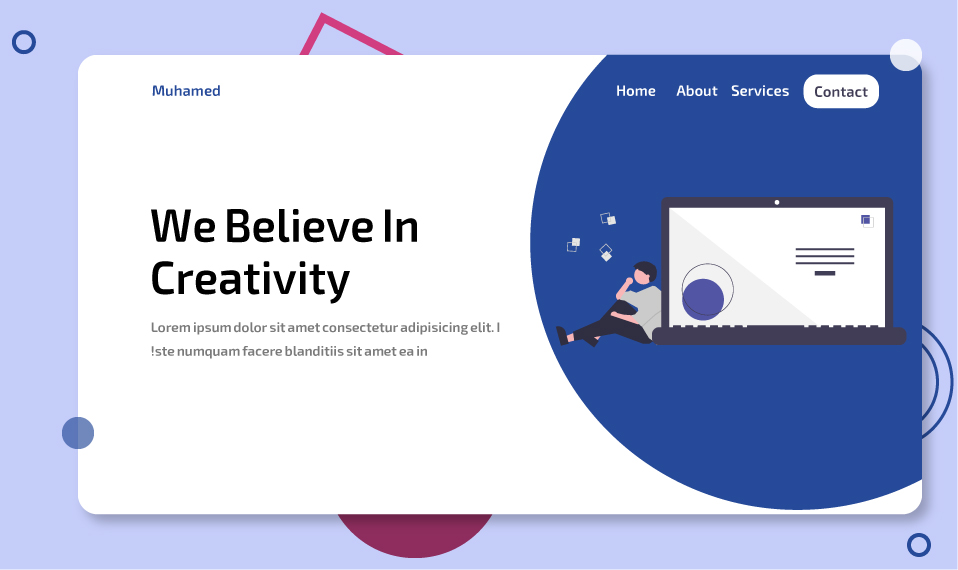 Muhamed
Home About Services Contact
We Believe In
Creativity
Lorem ipsum dolor sit amet consectetur adipisicing elit. I
!ste numquam facere blanditiis sit amet ea in